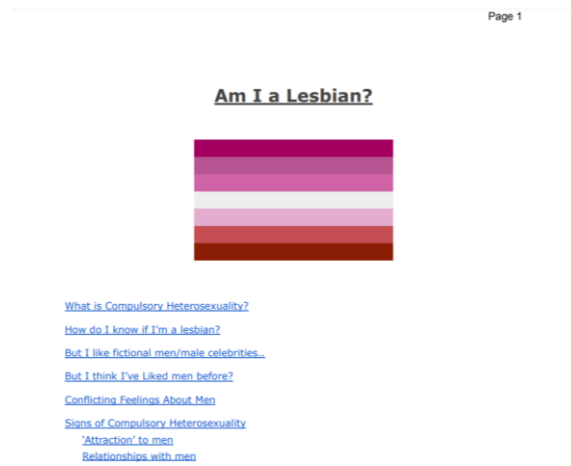 Page 1
Am I a Lesbian?
What is Compulsory Heterosexuality?
How do I know if I'm a lesbian?
But I like fictional men/male celebrities..
But I think I've Liked men before?
Conflicting Feelings About Men
Signs of Compulsory Heterosexuality
'Attraction' to men
Relationships with men